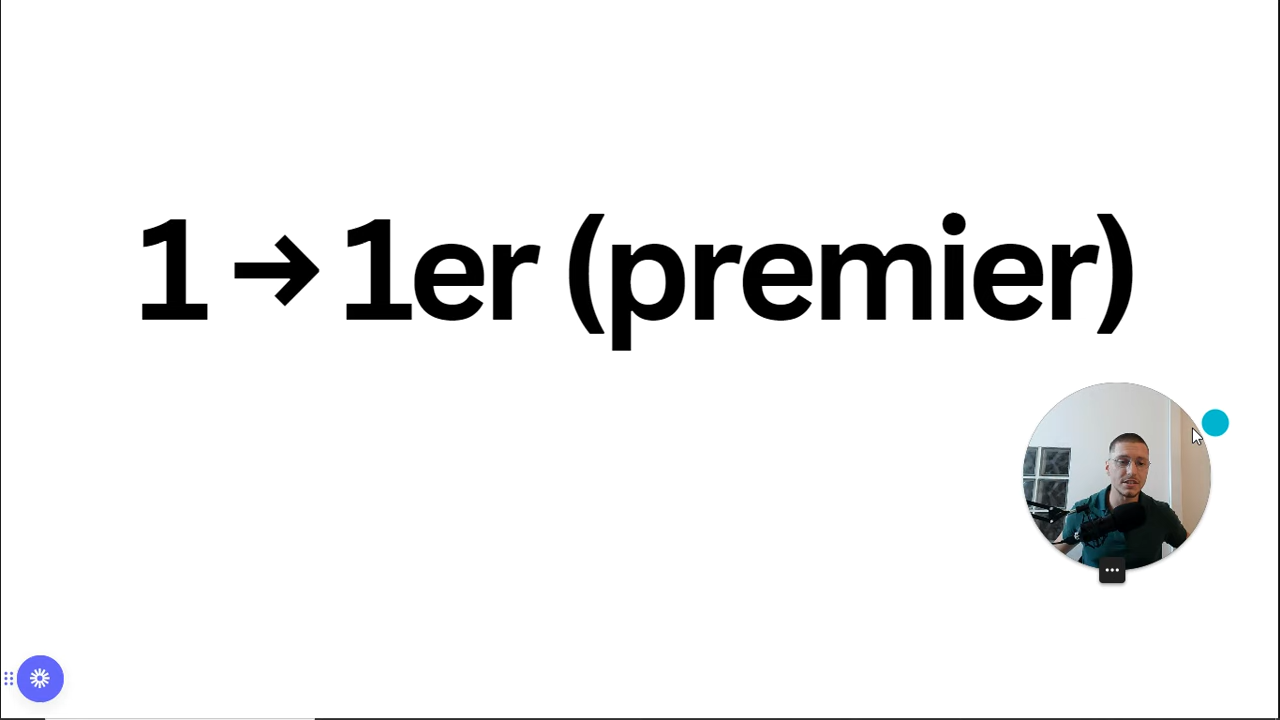 1 → 1er (premier)